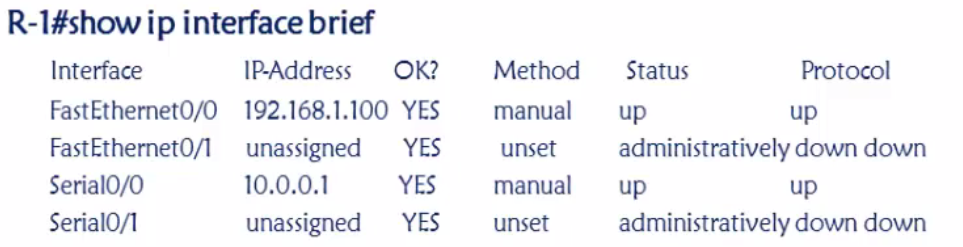 R-1#show ip interface brief
Interface IP-Address OK? Method Status Protocol
FastEthernet0/0 192.168.1.100 YES manual up up
FastEthernet0/1 unassigned YES unset administratively down down
Serial0/0 10.0.0.1 YES manual up up
Serial0/1 unassigned YES unset administratively down down